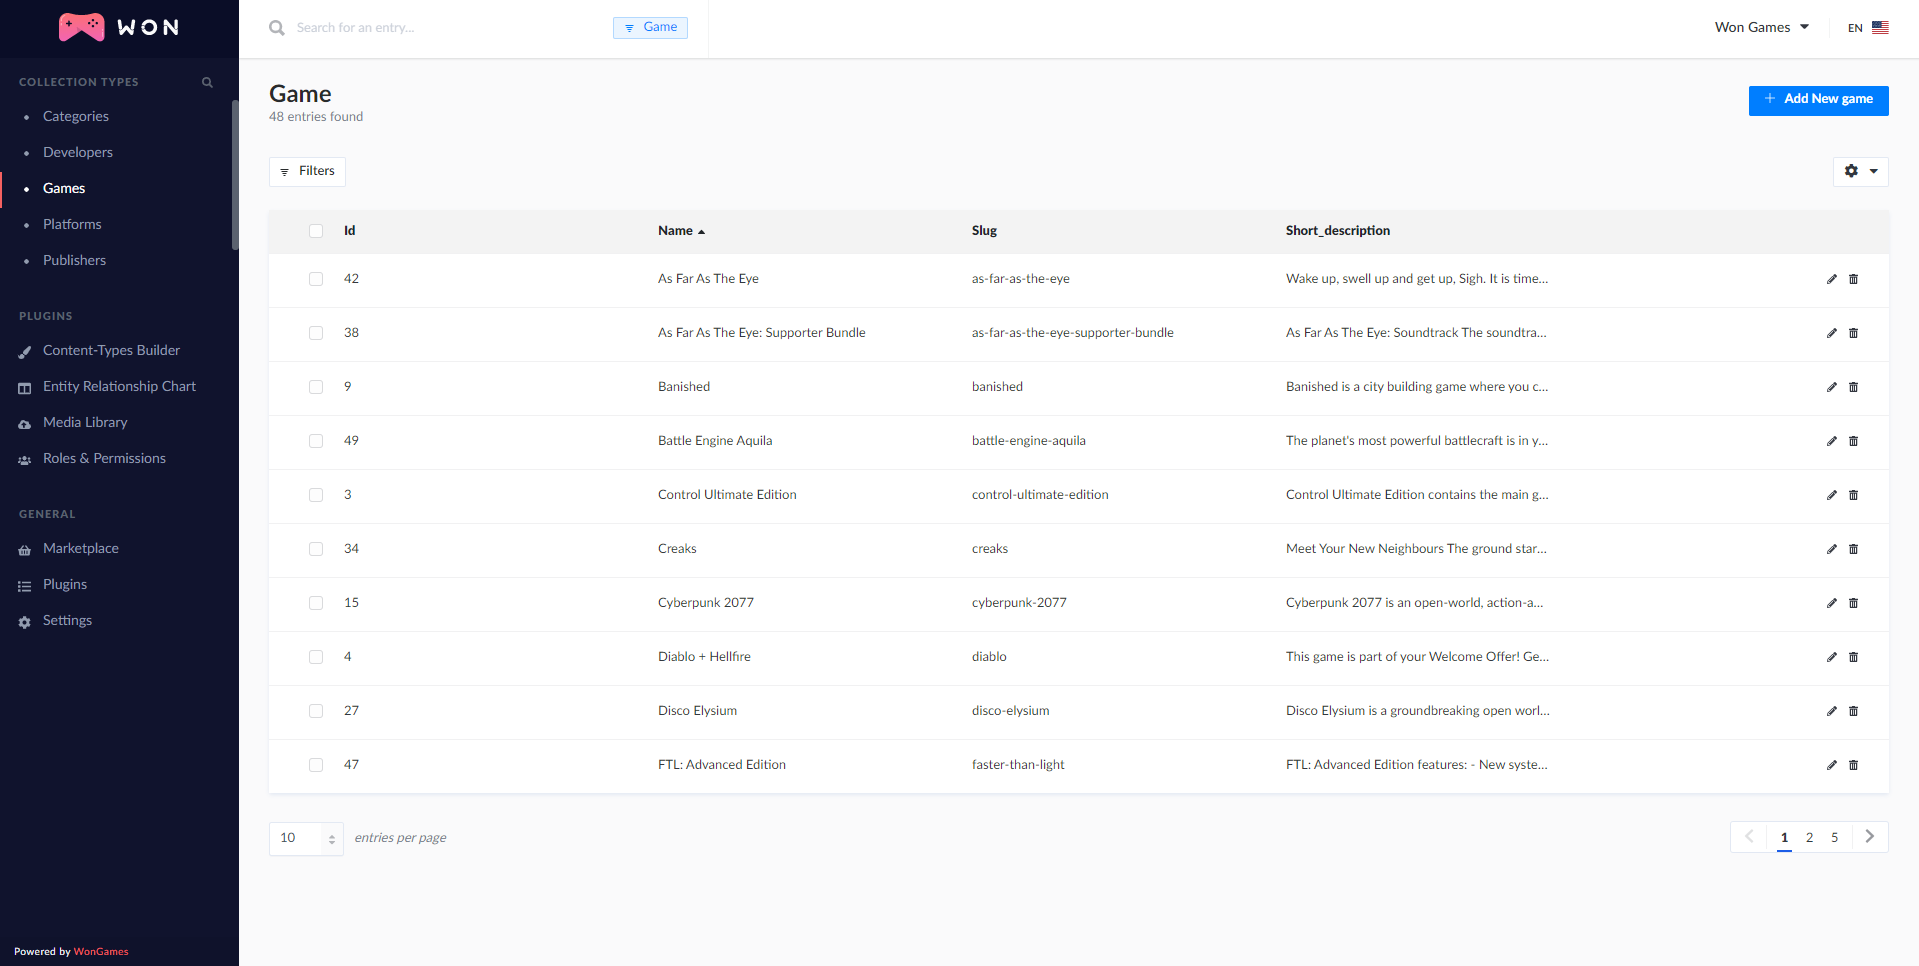 WON
Search for an entry...
Game
Won Games
EN
COLLECTION TYPES
Categories
Developers
Games
Platforms
Publishers
PLUGINS
Content-Types Builder
Entity Relationship Chart
Media Library
Roles & Permissions
GENERAL
Marketplace
Plugins
Settings
Powered by WonGames
Game
48 entries found
Add New game
Filters
Id Name Slug Short_description
42 As Far As The Eye as-far-as-the-eye Wake up, swell up and get up, Sigh. It is time...
38 As Far As The Eye: Supporter Bundle as-far-as-the-eye-supporter-bundle As Far As The Eye: Soundtrack The soundtra...
9 Banished banished Banished is a city building game where you c...
49 Battle Engine Aquila battle-engine-aquila The planet's most powerful battlecraft is in y...
3 Control Ultimate Edition control-ultimate-edition Control Ultimate Edition contains the main g...
34 Creaks creaks Meet Your New Neighbours The ground star...
15 Cyberpunk 2077 cyberpunk-2077 Cyberpunk 2077 is an open-world, action-a...
4 Diablo + Hellfire diablo This game is part of your Welcome Offer! Ge...
27 Disco Elysium disco-elysium Disco Elysium is a groundbreaking open worl...
47 FTL: Advanced Edition faster-than-light FTL: Advanced Edition features: - New syste...
10 entries per page
1 2 5